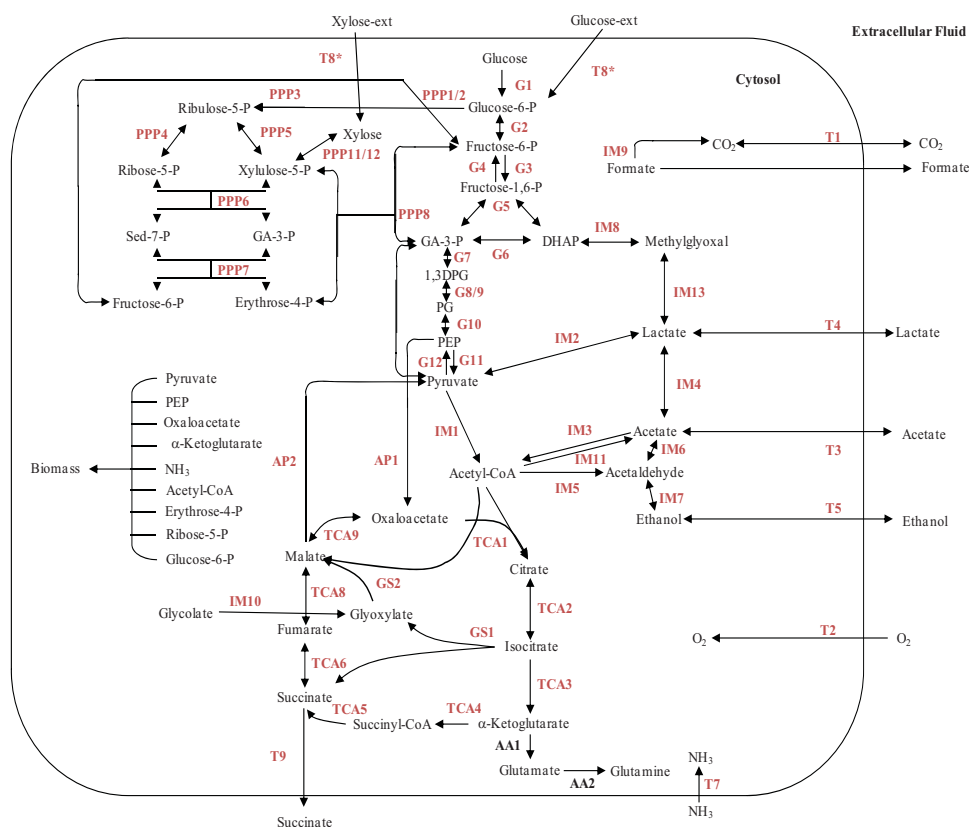 Xylose-ext
Glucose-ext
Extracellular Fluid
T8*
Glucose
T8*
Cytosol
G1
PPP3
PPP1/2
Ribulose-5-P
Glucose-6-P
PPP4
PPP5
Xylose
G2
T1
PPP11/12
Fructose-6-P
IM9
CO2
CO2
Ribose-5-P
Xylulose-5-P
G4
G3
Formate
Formate
Fructose-1,6-P
PPP6
PPP8
G5
IM8
Sed-7-P
GA-3-P
GA-3-P
G6
DHAP
Methylglyoxal
G7
PPP7
1,3DPG
G8/9
IM13
Fructose-6-P
Erythrose-4-P
PG
G10
IM2
Lactate
T4
Lactate
PEP
G12
G11
Pyruvate
IM4
Pyruvate
PEP
Oxaloacetate
α-Ketoglutarate
Biomass
NH3
Acetyl-CoA
Erythrose-4-P
Ribose-5-P
Glucose-6-P
AP2
AP1
IM1
IM3
Acetate
Acetate
IM6
T3
IM11
Acetyl-CoA
Acetaldehyde
IM5
IM7
Oxaloacetate
Ethanol
T5
Ethanol
TCA9
TCA1
Malate
Citrate
GS2
TCA8
TCA2
IM10
Glycolate
Glyoxylate
Fumarate
GS1
T2
O2
O2
Isocitrate
TCA6
TCA3
Succinate
TCA5
TCA4
Succinyl-CoA
α-Ketoglutarate
AA1
T9
NH3
Glutamate
Glutamine
AA2
T7
NH3
Succinate